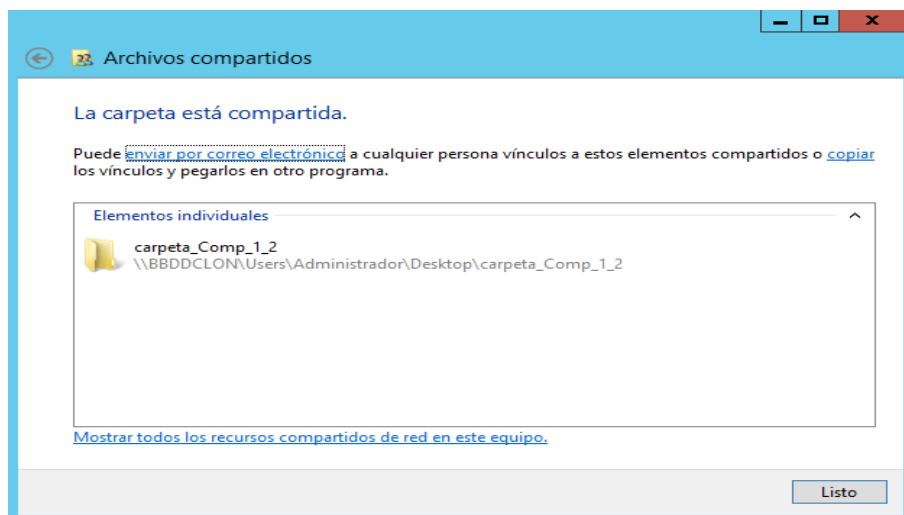 Archivos compartidos
La carpeta está compartida.
Puede enviar por correo electrónico a cualquier persona vínculos a estos elementos compartidos o copiar
los vínculos y pegarlos en otro programa.
Elementos individuales
carpeta_Comp_1_2
\\BBDDCLON\Users\Administrador\Desktop\carpeta_Comp_1_2
Mostrar todos los recursos compartidos de red en este equipo.
Listo